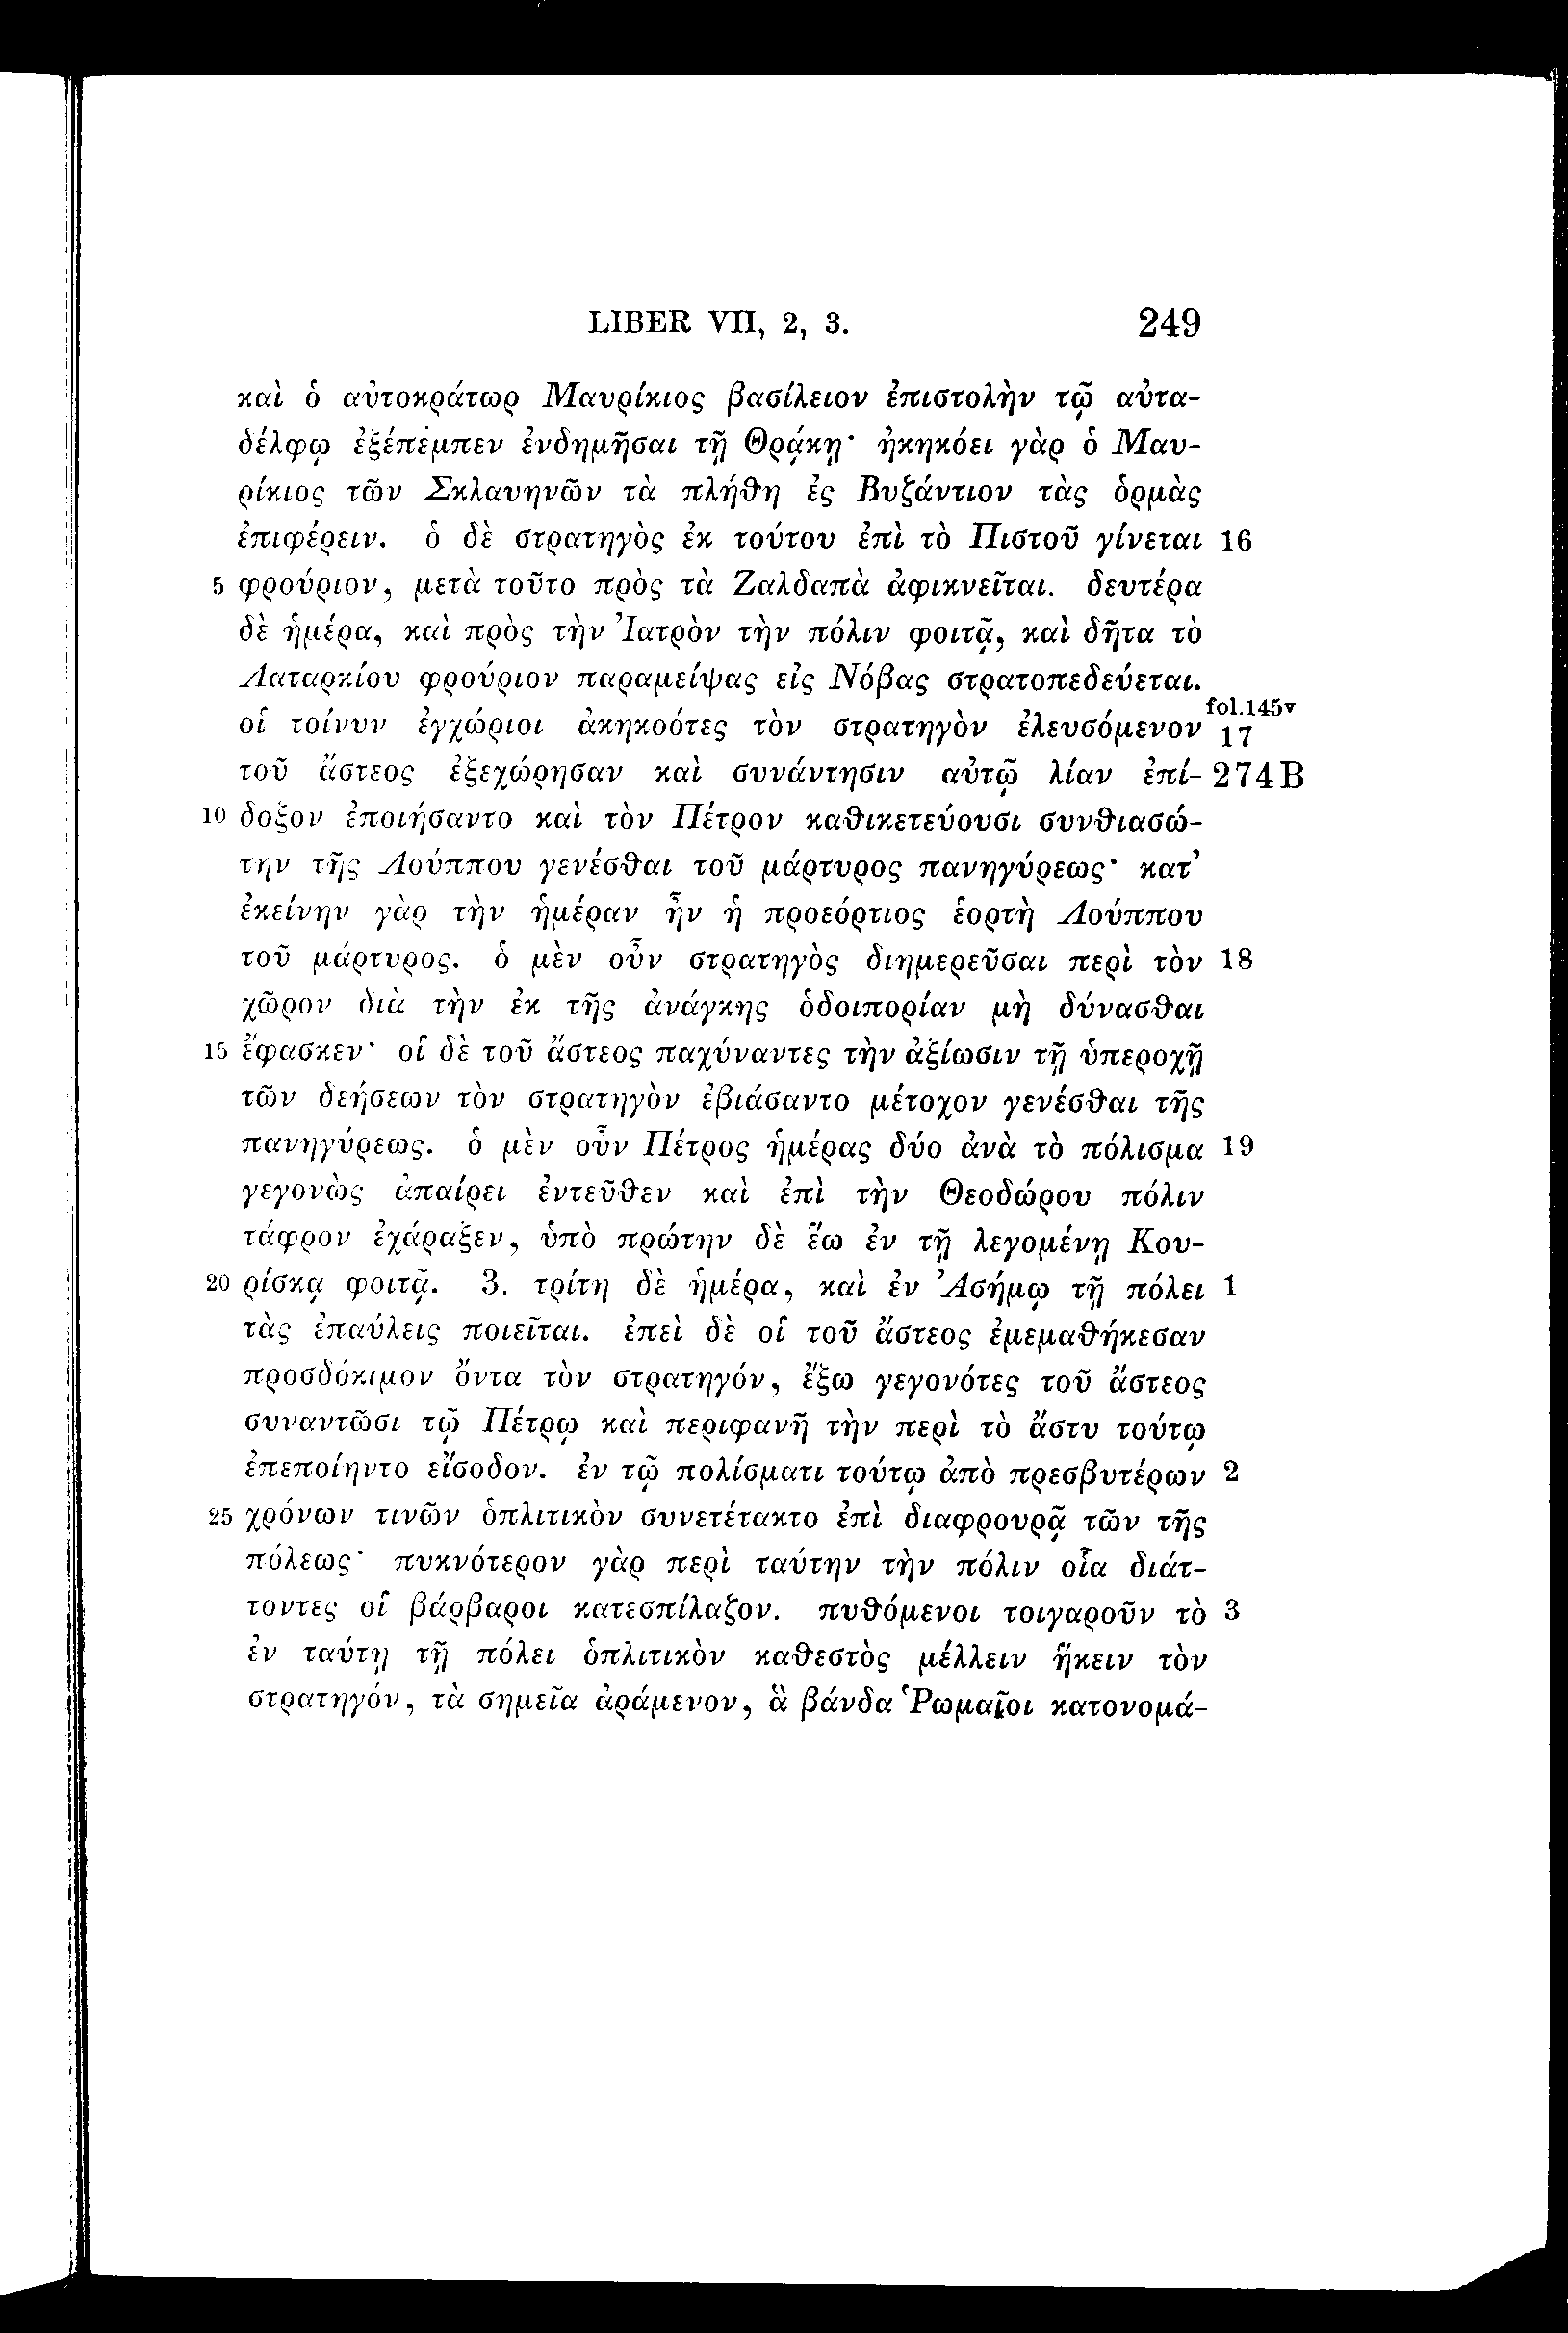 LIBER VII, 2, 3. 249
καὶ ὁ αὐτοκράτωρ Μαυρίκιος βασίλειον ἐπιστολὴν τῷ αὐτα-
δέλφῳ ἐξέπεμπεν ἐνδημῆσαι τῇ Θρᾴκῃ· ἠκηκόει γὰρ ὁ Μαυ-
ρίκιος τῶν Σκλαυηνῶν τὰ πλήθη ἐς Βυζάντιον τὰς ὁρμὰς
ἐπιφέρειν. ὁ δὲ στρατηγὸς ἐκ τούτου ἐπὶ τὸ Πιστοῦ γίνεται 16
5 φρούριον, μετὰ τοῦτο πρὸς τὰ Ζαλδαπὰ ἀφικνεῖται. δευτέρα
δὲ ἡμέρα, καὶ πρὸς τὴν Ἰατρὸν τὴν πόλιν φοιτᾷ, καὶ δῆτα τὸ
Λαταρκίου φρούριον παραμείψας εἰς Νόβας στρατοπεδεύεται.
fol.145v
οἱ τοίνυν ἐγχώριοι ἀκηκοότες τὸν στρατηγὸν ἐλευσόμενον 17
τοῦ ἄστεος ἐξεχώρησαν καὶ συνάντησιν αὐτῷ λίαν ἐπί- 274B
10 δοξον ἐποιήσαντο καὶ τὸν Πέτρον καθικετεύουσι συνθιασώ-
την τῆς Λούππου γενέσθαι τοῦ μάρτυρος πανηγύρεως· κατ’
ἐκείνην γὰρ τὴν ἡμέραν ἦν ἡ προεόρτιος ἑορτὴ Λούππου
τοῦ μάρτυρος. ὁ μὲν οὖν στρατηγὸς διημερεῦσαι περὶ τὸν 18
χῶρον διὰ τὴν ἐκ τῆς ἀνάγκης ὁδοιπορίαν μὴ δύνασθαι
15 ἔφασκεν· οἱ δὲ τοῦ ἄστεος παχύναντες τὴν ἀξίωσιν τῇ ὑπεροχῇ
τῶν δεήσεων τὸν στρατηγὸν ἐβιάσαντο μέτοχον γενέσθαι τῆς
πανηγύρεως. ὁ μὲν οὖν Πέτρος ἡμέρας δύο ἀνὰ τὸ πόλισμα 19
γεγονὼς ἀπαίρει ἐντεῦθεν καὶ ἐπὶ τὴν Θεοδώρου πόλιν
τάφρον ἐχάραξεν, ὑπὸ πρώτην δὲ ἕω ἐν τῇ λεγομένῃ Κου-
20 ρίσκᾳ φοιτᾷ. 3. τρίτη δὲ ἡμέρα, καὶ ἐν Ἀσήμῳ τῇ πόλει 1
τὰς ἐπαύλεις ποιεῖται. ἐπεὶ δὲ οἱ τοῦ ἄστεος ἐμεμαθήκεσαν
προσδόκιμον ὄντα τὸν στρατηγόν, ἔξω γεγονότες τοῦ ἄστεος
συναντῶσι τῷ Πέτρῳ καὶ περιφανῆ τὴν περὶ τὸ ἄστυ τούτῳ
ἐπεποίηντο εἴσοδον. ἐν τῷ πολίσματι τούτῳ ἀπὸ πρεσβυτέρων 2
25 χρόνων τινῶν ὁπλιτικὸν συνετέτακτο ἐπὶ διαφρουρᾷ τῶν τῆς
πόλεως· πυκνότερον γὰρ περὶ ταύτην τὴν πόλιν οἷα διάτ-
τοντες οἱ βάρβαροι κατεσπίλαζον. πυθόμενοι τοιγαροῦν τὸ 3
ἐν ταύτῃ τῇ πόλει ὁπλιτικὸν καθεστὸς μέλλειν ἥκειν τὸν
στρατηγόν, τὰ σημεῖα ἀράμενον, ἃ βάνδα Ῥωμαῖοι κατονομά-